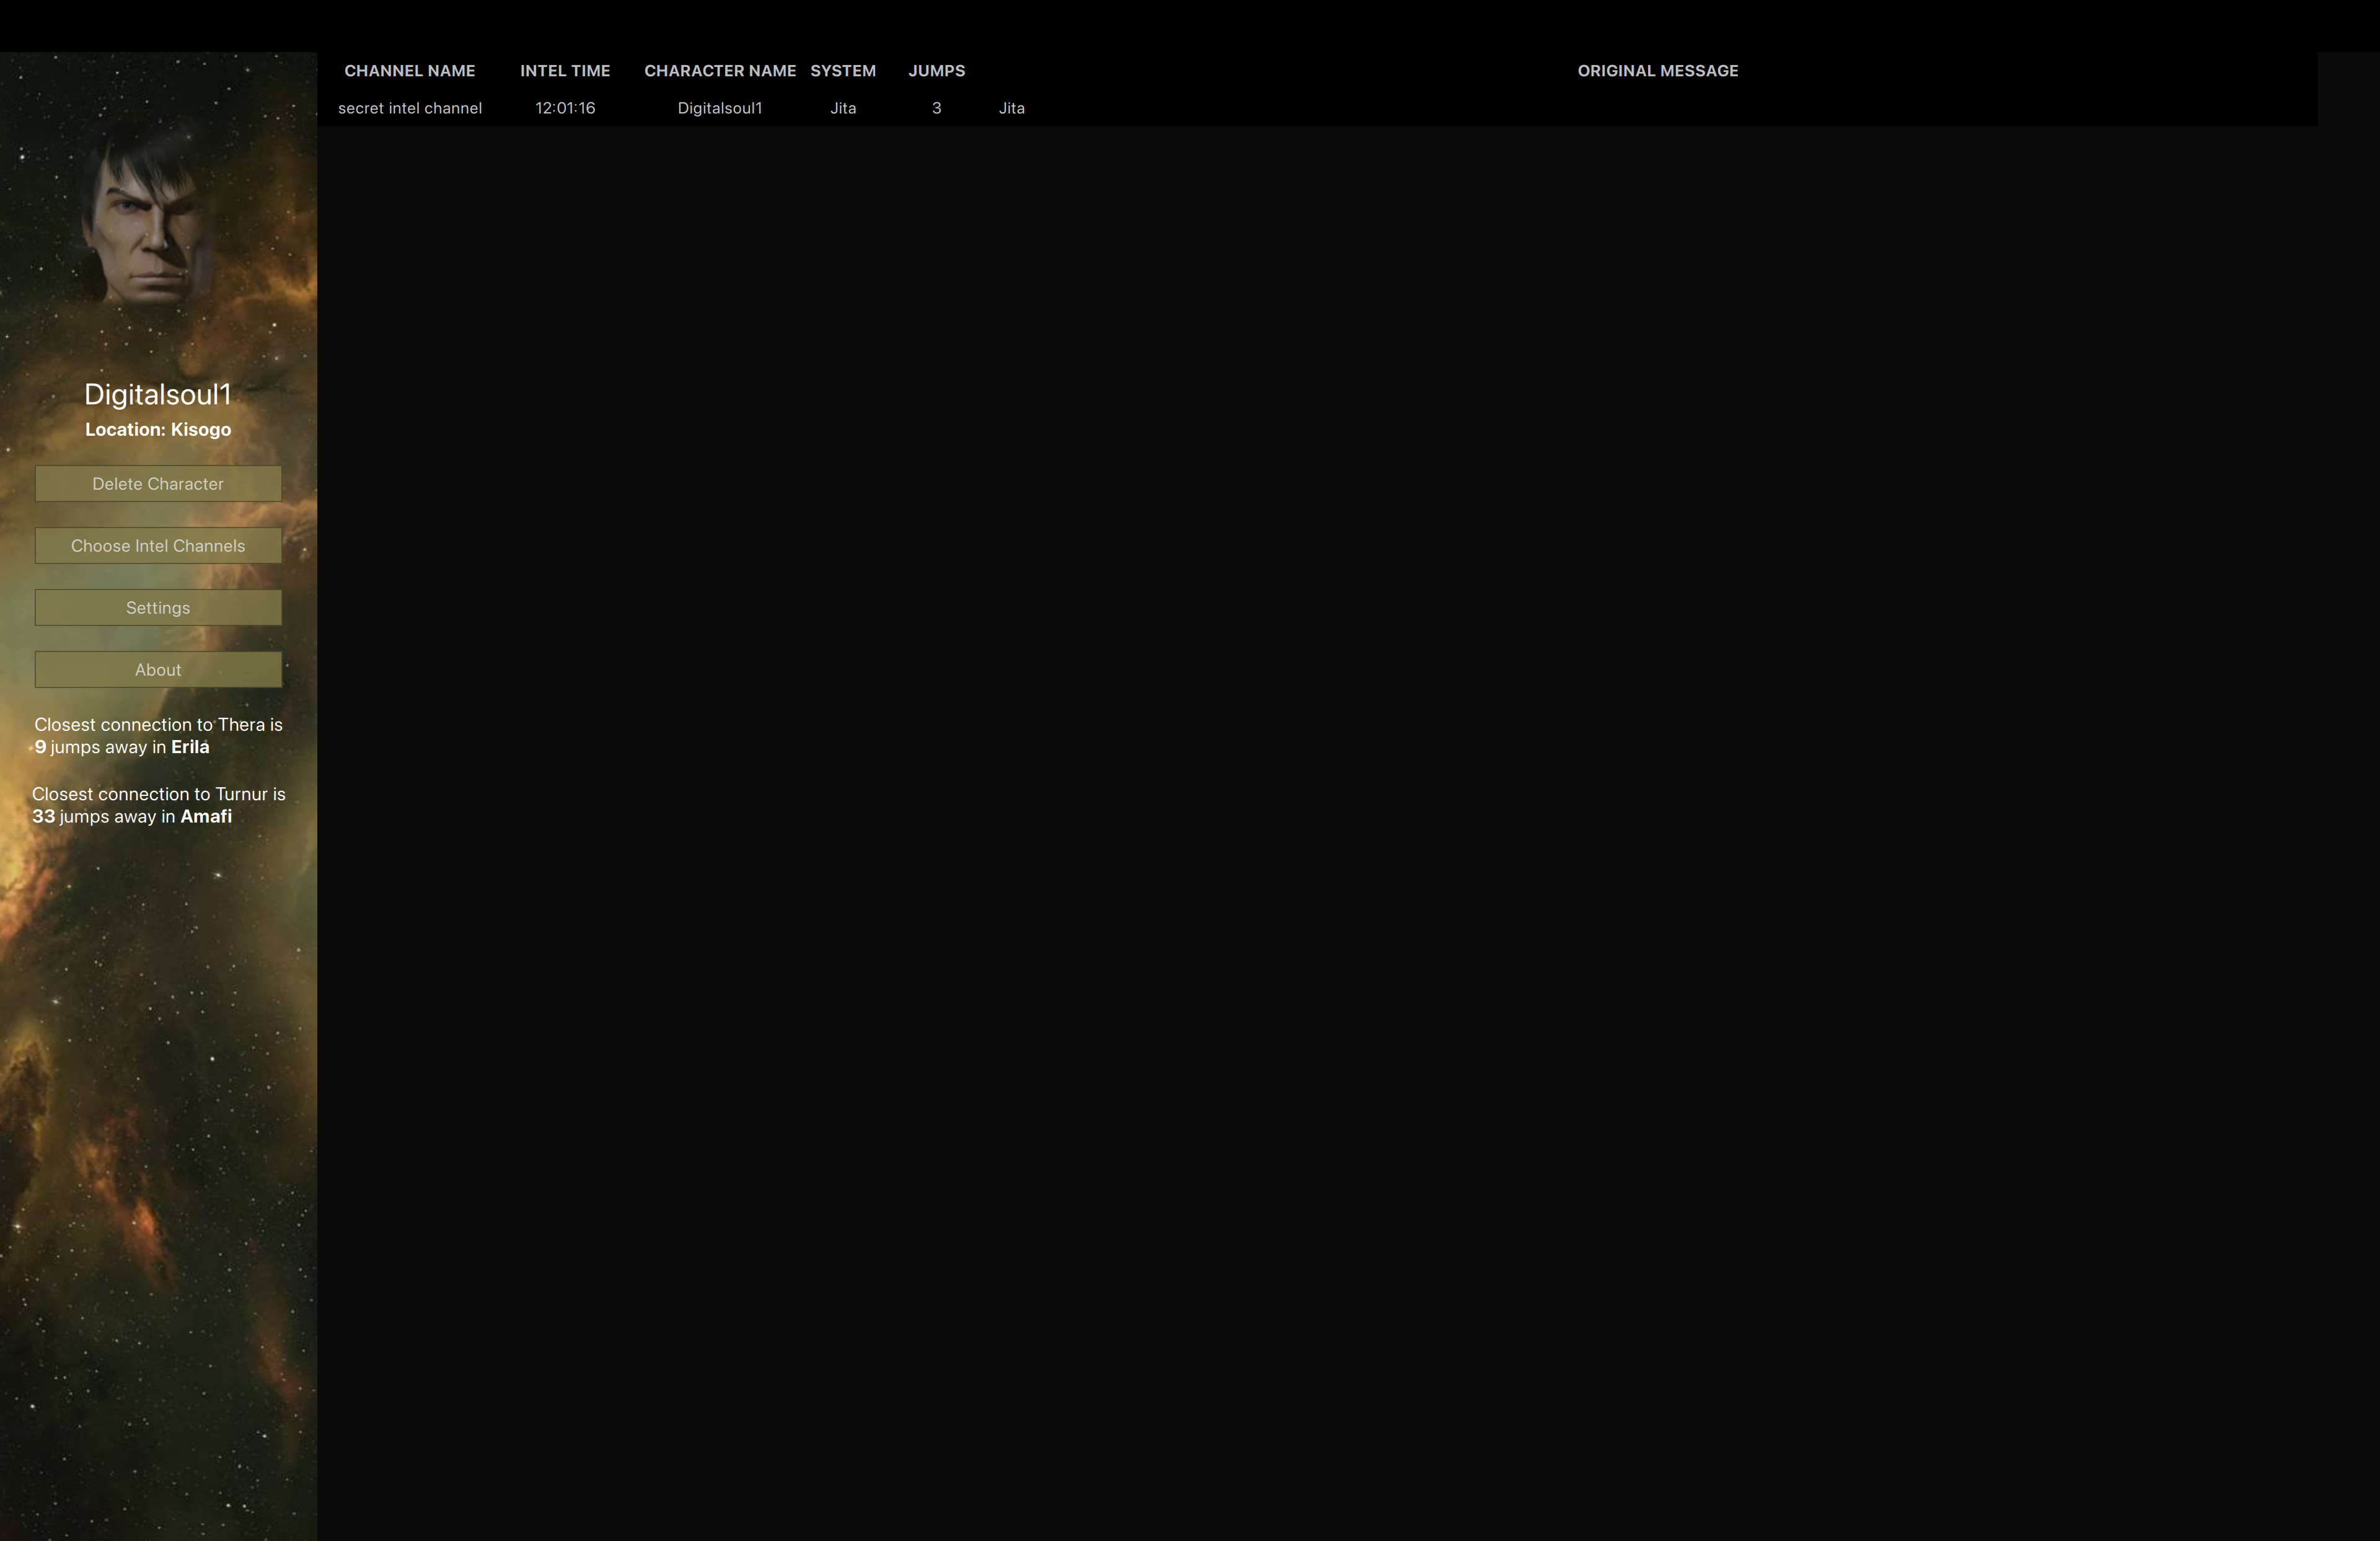 CHANNEL NAME INTEL TIME CHARACTER NAME SYSTEM JUMPS ORIGINAL MESSAGE
secret intel channel 12:01:16 Digitalsoul1 Jita 3 Jita
Digitalsoul1
Location: Kisogo
Delete Character
Choose Intel Channels
Settings
About
Closest connection to Thera is
9 jumps away in Erila
Closest connection to Turnur is
33 jumps away in Amafi